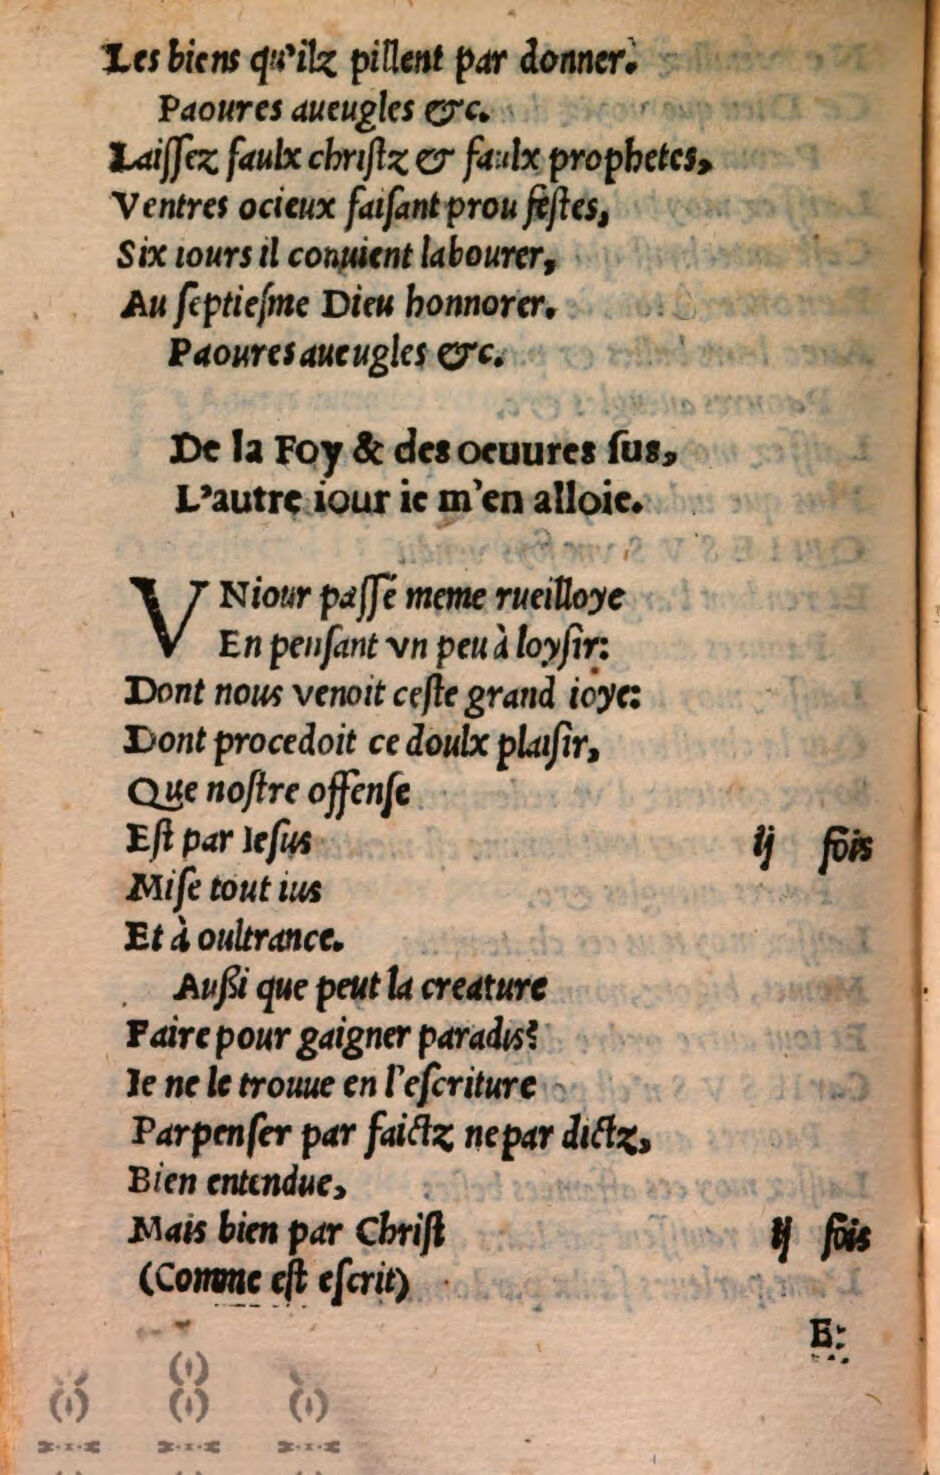 Les biens qu'ilz pillent par donner.
Paoures aueugles &c.
Laiſſez faulx chriſtz & faulx prophetes,
Ventres ocieux faiſant prou feſtes,
Six iours il conuient labourer,
Au ſeptieſme Dieu honnorer.
Paoures aueugles &c.
De la Foy & des oeuures ſus,
L'autre iour ie m'en alloie.
VNiour paſſé meme rueilloye
En penſant vn peu à loyſir:
Dont nous venoit ceſte grand ioye:
Dont procedoit ce doulx plaiſir,
Que noſtre offenſe
Eſt par Ieſus ij fois
Miſe tout ius
Et à oultrance.
Außi que peut la creature
Faire pour gaigner paradis?
Ie ne le trouue en l'eſcriture
Par penſer par faictz ne par dictz,
Bien entendue,
Mais bien par Chriſt ij fois
(Comme eſt eſcrit)